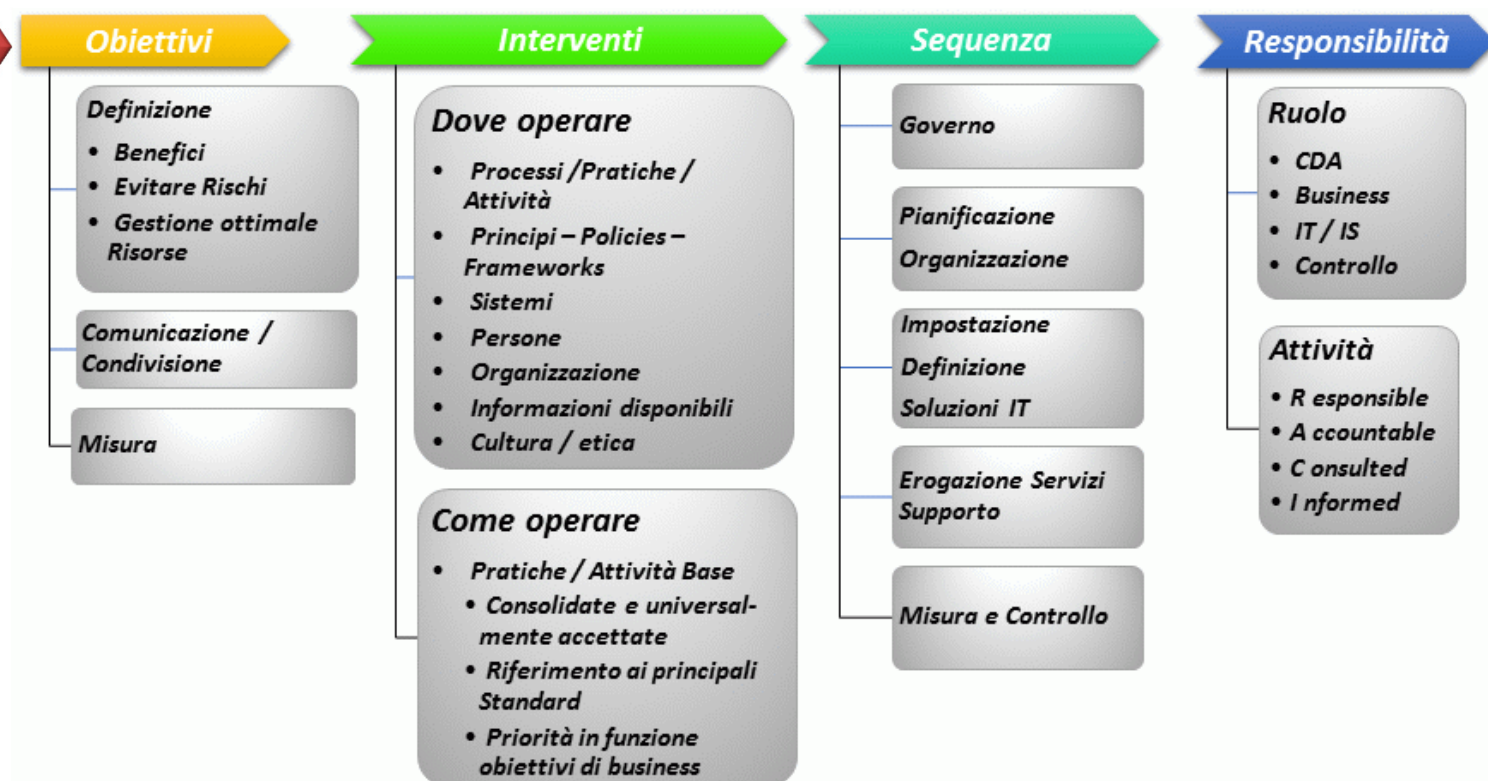 Obiettivi
Definizione
• Benefici
• Evitare Rischi
• Gestione ottimale
Risorse
Comunicazione /
Condivisione
Misura
Interventi
Dove operare
• Processi /Pratiche /
Attività
• Principi – Policies –
Frameworks
• Sistemi
• Persone
• Organizzazione
• Informazioni disponibili
• Cultura / etica
Come operare
• Pratiche / Attività Base
• Consolidate e universal-
mente accettate
• Riferimento ai principali
Standard
• Priorità in funzione
obiettivi di business
Sequenza
Governo
Pianificazione
Organizzazione
Impostazione
Definizione
Soluzioni IT
Erogazione Servizi
Supporto
Misura e Controllo
Responsibilità
Ruolo
• CDA
• Business
• IT / IS
• Controllo
Attività
• R esponsible
• A ccountable
• C onsulted
• I nformed